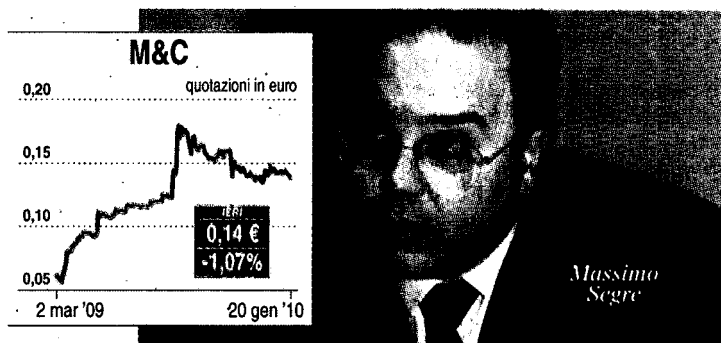 M&C
quotazioni in euro
0,20
0,15
0,10
0,05
IERI
0,14 €
-1,07%
2 mar '09
20 gen '10
Massimo
Segre